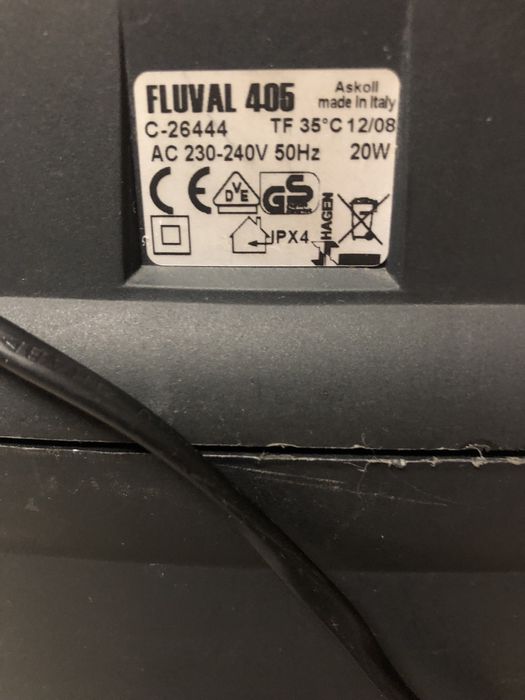 FLUVAL 405
Askoll
made in Italy
C-26444 TF 35°C 12/08
AC 230-240V 50Hz 20W
CE DVE GS
IPX4
HAGEN